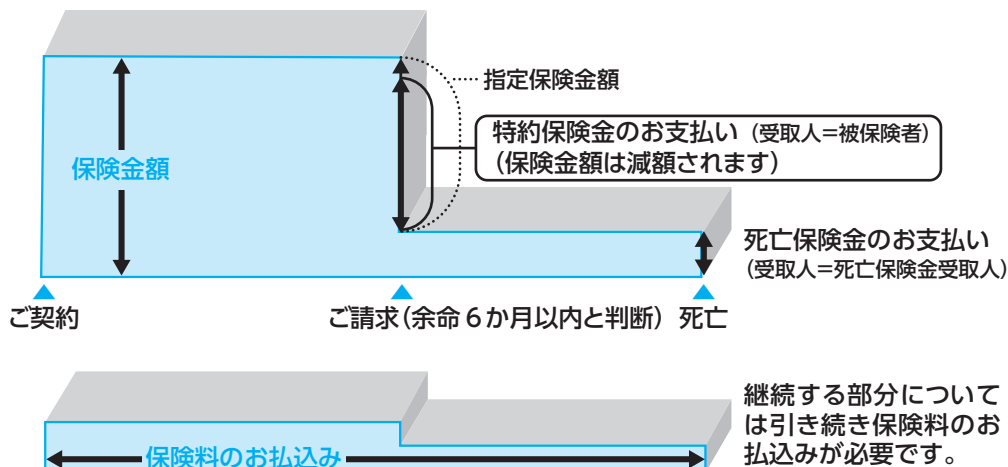 指定保険金額
特約保険金のお支払い（受取人＝被保険者）
（保険金額は減額されます）
保険金額
死亡保険金のお支払い
（受取人＝死亡保険金受取人）
ご契約
ご請求（余命６か月以内と判断）
死亡
継続する部分について
は引き続き保険料のお
払込みが必要です。
保険料のお払込み